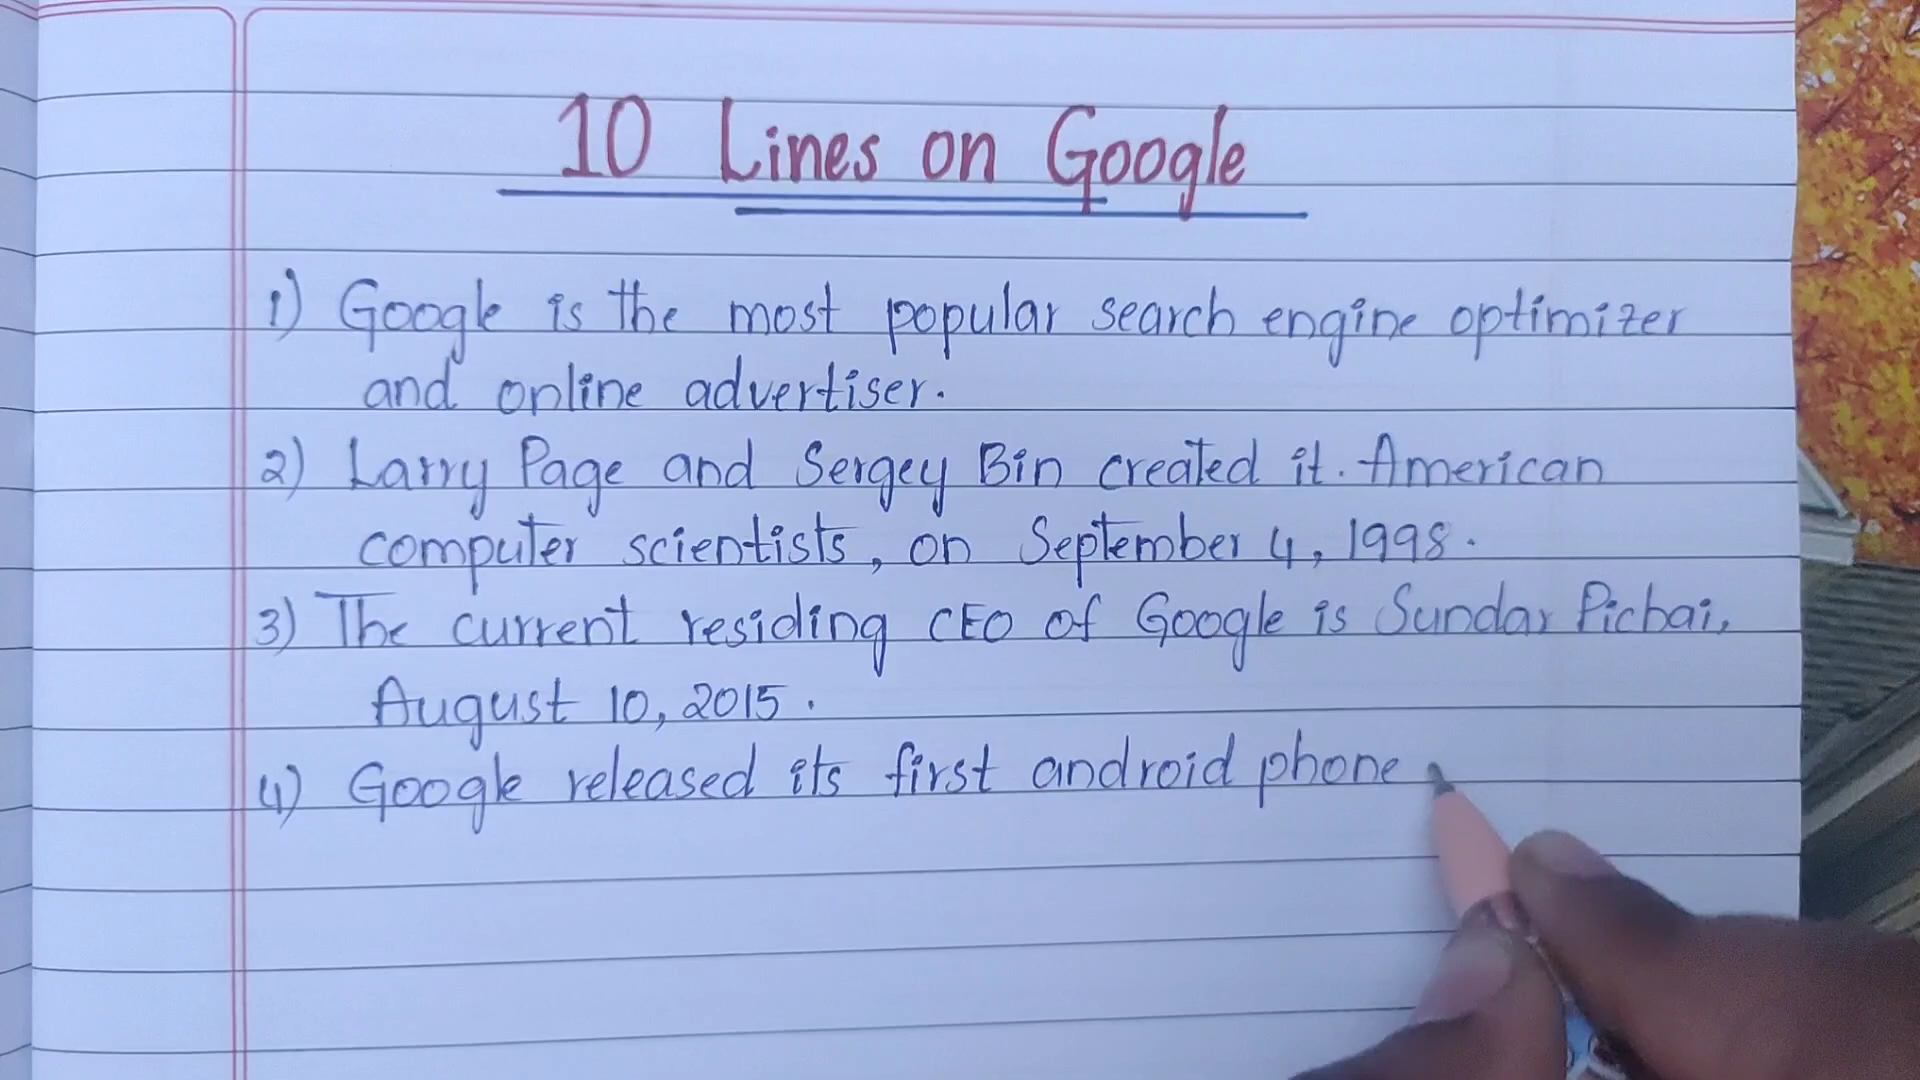 10 Lines on Google
1) Google is the most popular search engine optimizer
and online advertiser.
2) Larry Page and Sergey Bin created it. American
computer scientists, on September 4, 1998.
3) The current residing CEO of Google is Sundar Pichai,
August 10, 2015.
4) Google released its first android phone